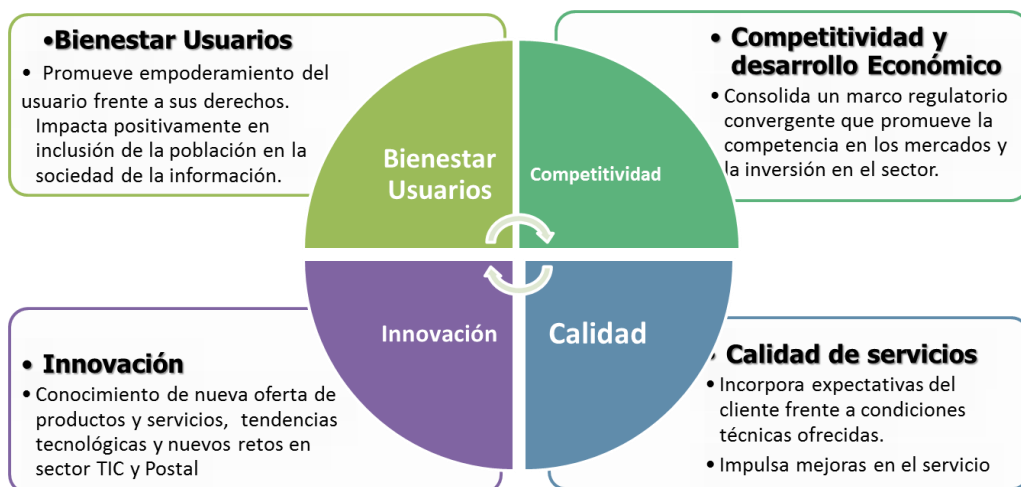 •Bienestar Usuarios
• Promueve empoderamiento del
usuario frente a sus derechos.
Impacta positivamente en
inclusión de la población en la
sociedad de la información.
• Competitividad y
desarrollo Económico
• Consolida un marco regulatorio
convergente que promueve la
competencia en los mercados y
la inversión en el sector.
Bienestar
Usuarios
Competitividad
Innovación
Calidad
• Innovación
• Conocimiento de nueva oferta de
productos y servicios, tendencias
tecnológicas y nuevos retos en
sector TIC y Postal
• Calidad de servicios
• Incorpora expectativas del
cliente frente a condiciones
técnicas ofrecidas.
• Impulsa mejoras en el servicio